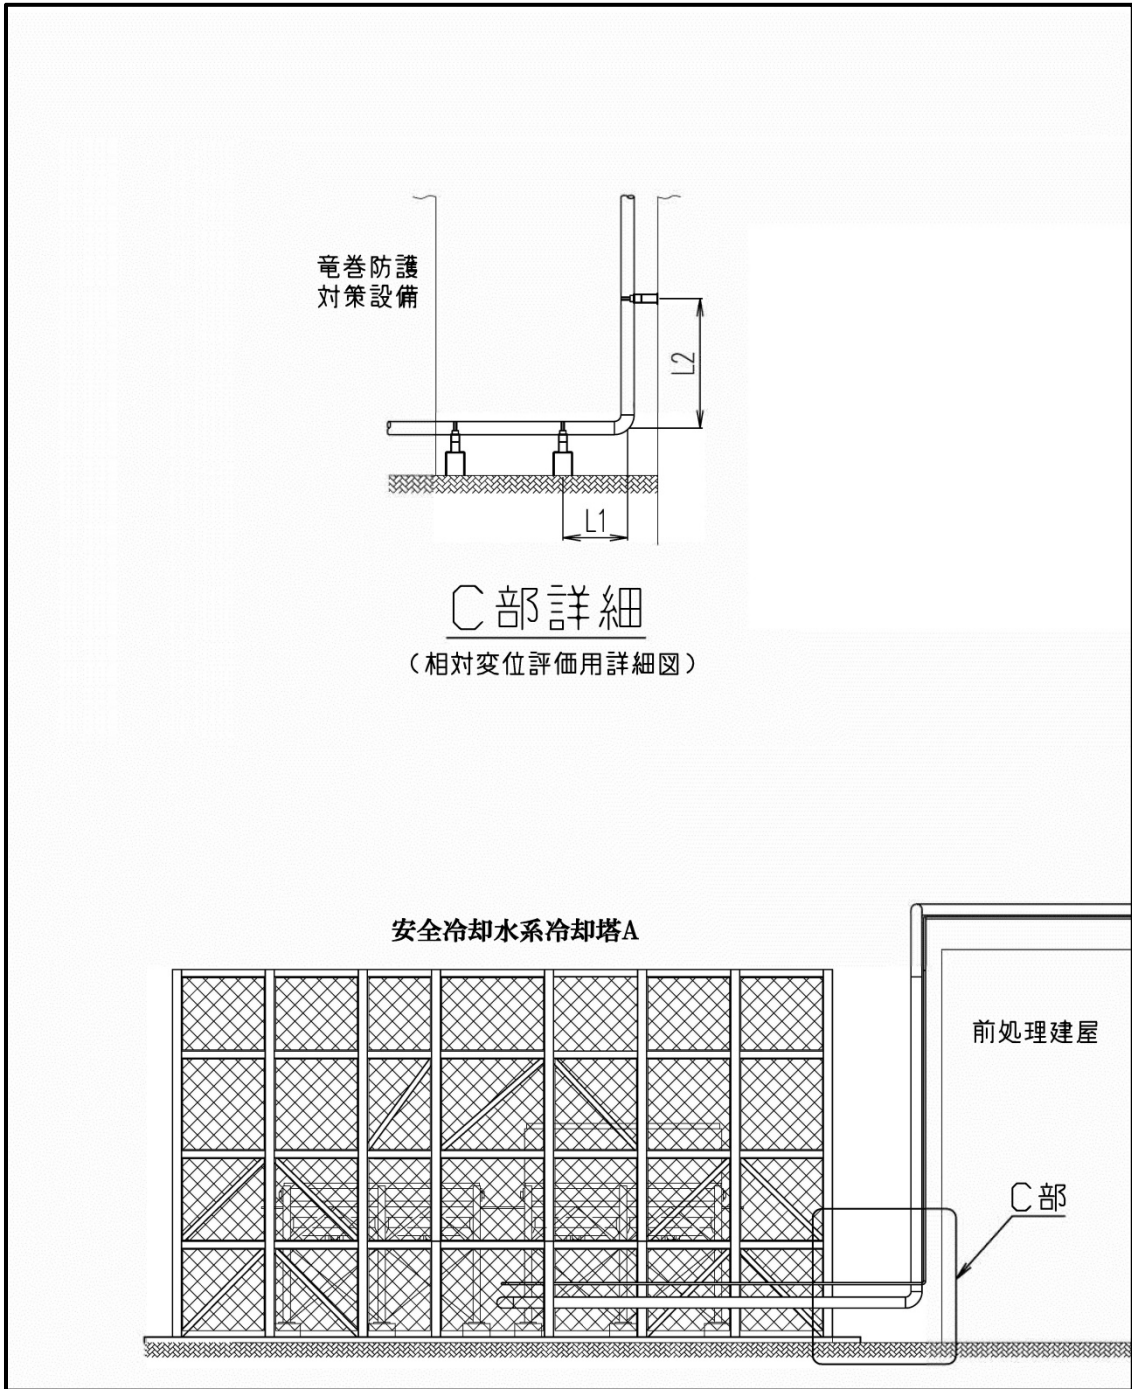 竜巻防護
対策設備
L2
L1
C部詳細
(相対変位評価用詳細図)
安全冷却水系冷却塔A
前処理建屋
C部